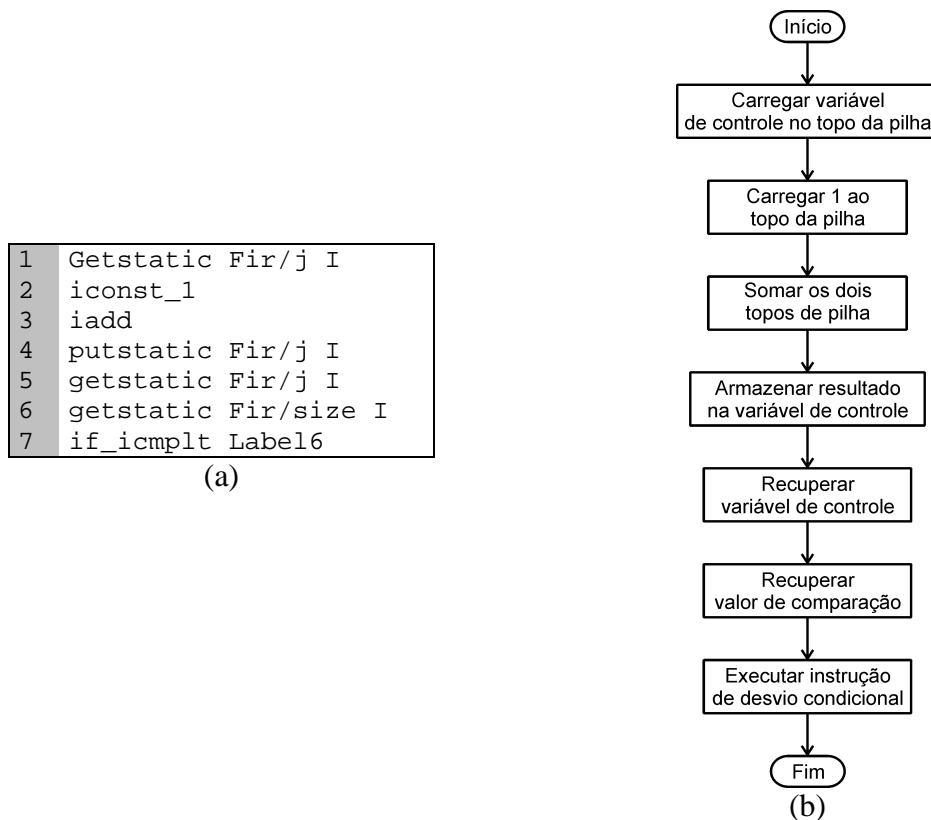 1 Getstatic Fir/j I
2 iconst_1
3 iadd
4 putstatic Fir/j I
5 getstatic Fir/j I
6 getstatic Fir/size I
7 if_icmplt Label6
(a)
Início
Carregar variável
de controle no topo da pilha
Carregar 1 ao
topo da pilha
Somar os dois
topos de pilha
Armazenar resultado
na variável de controle
Recuperar
variável de controle
Recuperar
valor de comparação
Executar instrução
de desvio condicional
Fim
(b)